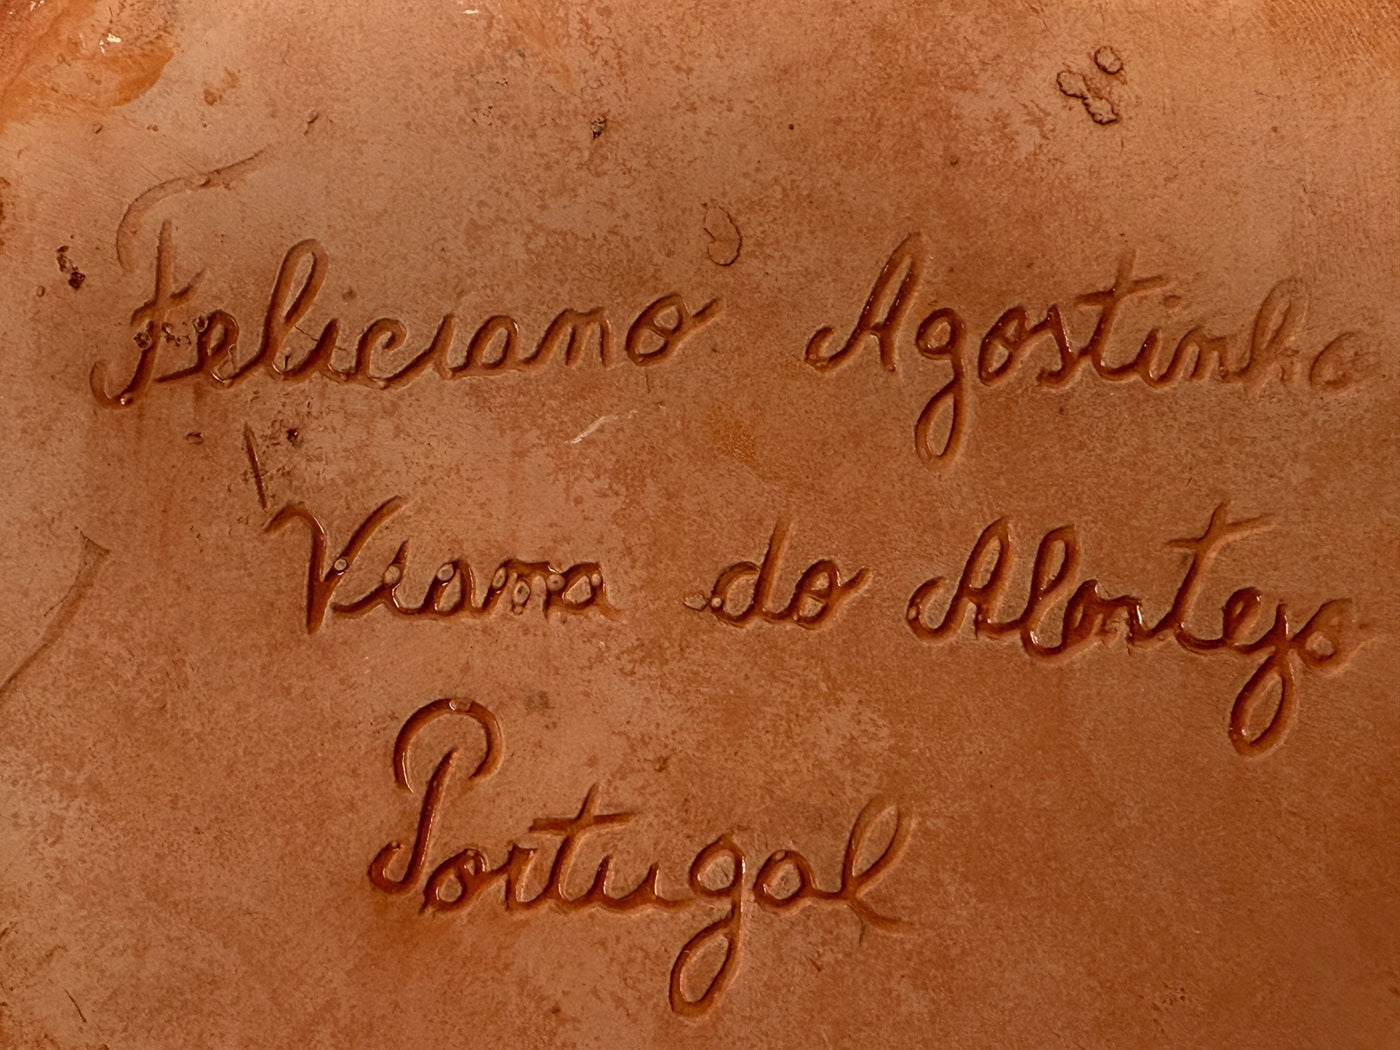 Feliciano Agostinho
Viana do Alentejo
Portugal